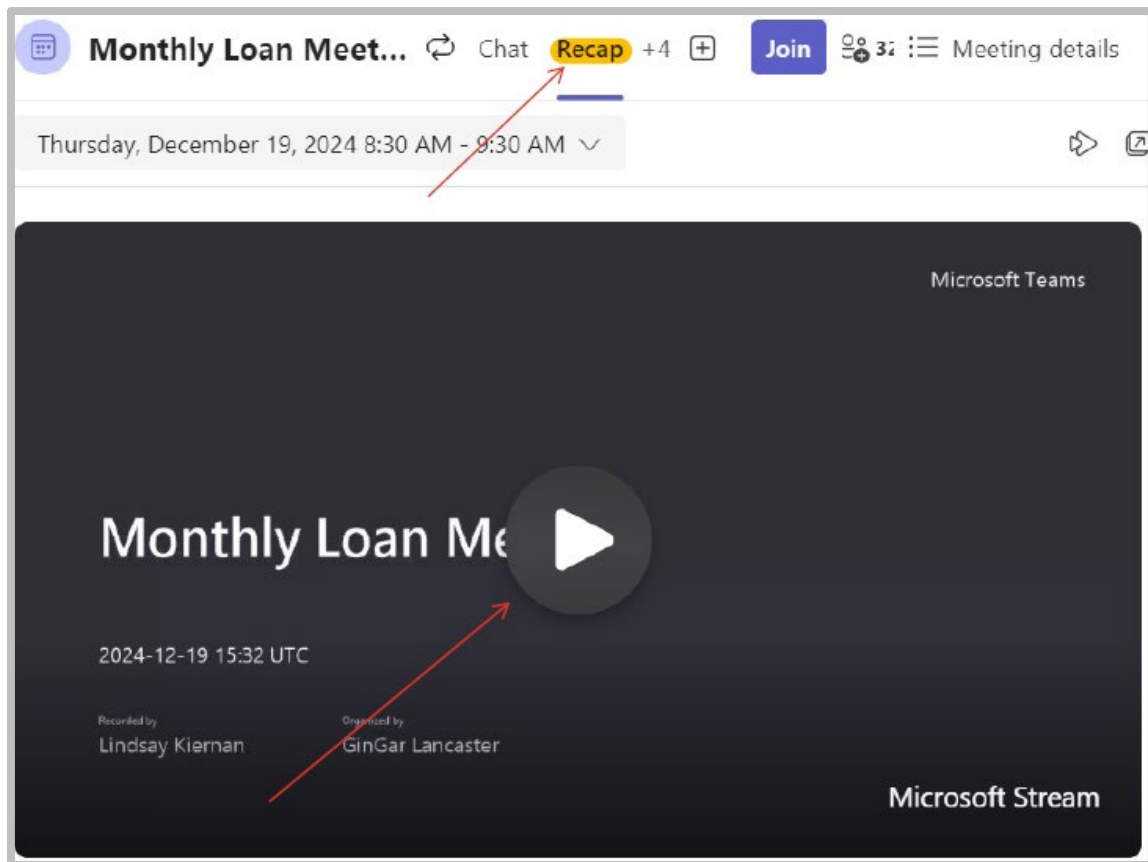 Monthly Loan Meet... Chat Recap +4 Join 32 Meeting details
Thursday, December 19, 2024 8:30 AM - 9:30 AM
Microsoft Teams
Monthly Loan Me
2024-12-19 15:32 UTC
Recorded by Organized by
Lindsay Kiernan GinGar Lancaster
Microsoft Stream